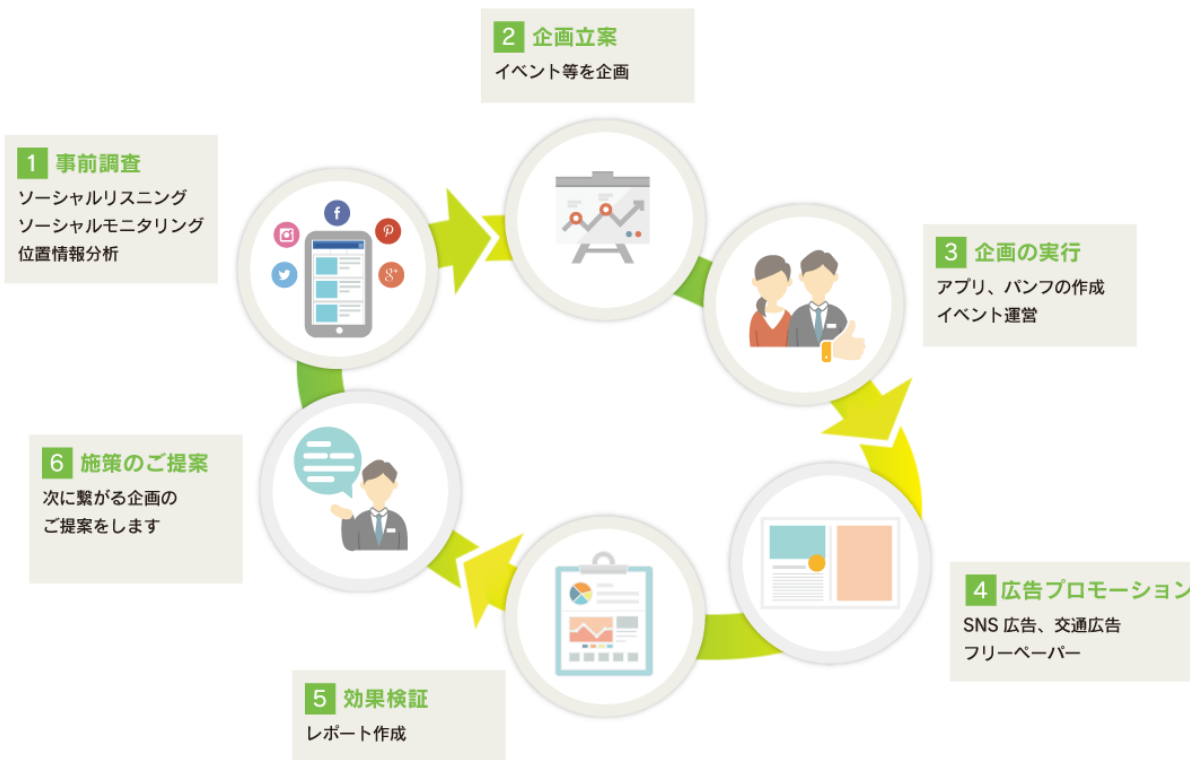 1 事前調査
ソーシャルリスニング
ソーシャルモニタリング
位置情報分析
2 企画立案
イベント等を企画
3 企画の実行
アプリ、パンフの作成
イベント運営
4 広告プロモーション
SNS 広告、交通広告
フリーペーパー
5 効果検証
レポート作成
6 施策のご提案
次に繋がる企画の
ご提案をします